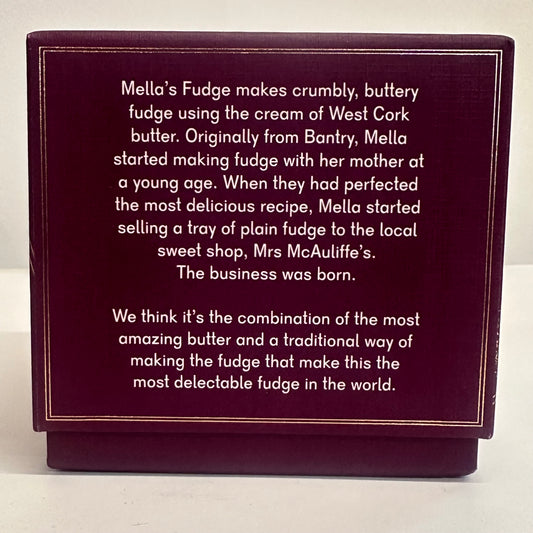 Mella's Fudge makes crumbly, buttery
fudge using the cream of West Cork
butter. Originally from Bantry, Mella
started making fudge with her mother at
a young age. When they had perfected
the most delicious recipe, Mella started
selling a tray of plain fudge to the local
sweet shop, Mrs McAuliffe's.
The business was born.
We think it's the combination of the most
amazing butter and a traditional way of
making the fudge that make this the
most delectable fudge in the world.